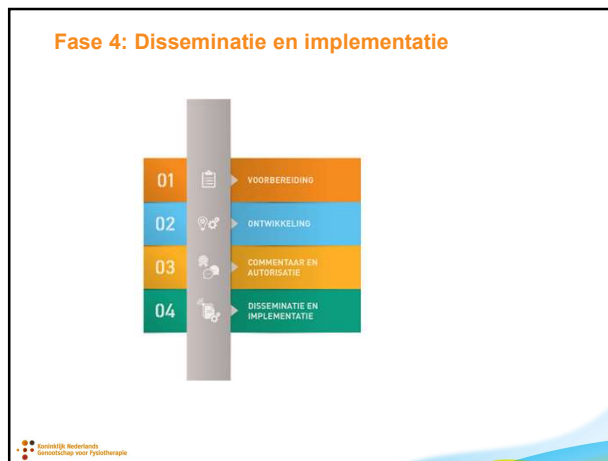 Fase 4: Disseminatie en implementatie
01 VOORBEREIDING
02 ONTWIKKELING
03 COMMENTAAR EN
AUTORISATIE
04 DISSEMINATIE EN
IMPLEMENTATIE
Koninklijk Nederlands
Genootschap voor Fysiotherapie